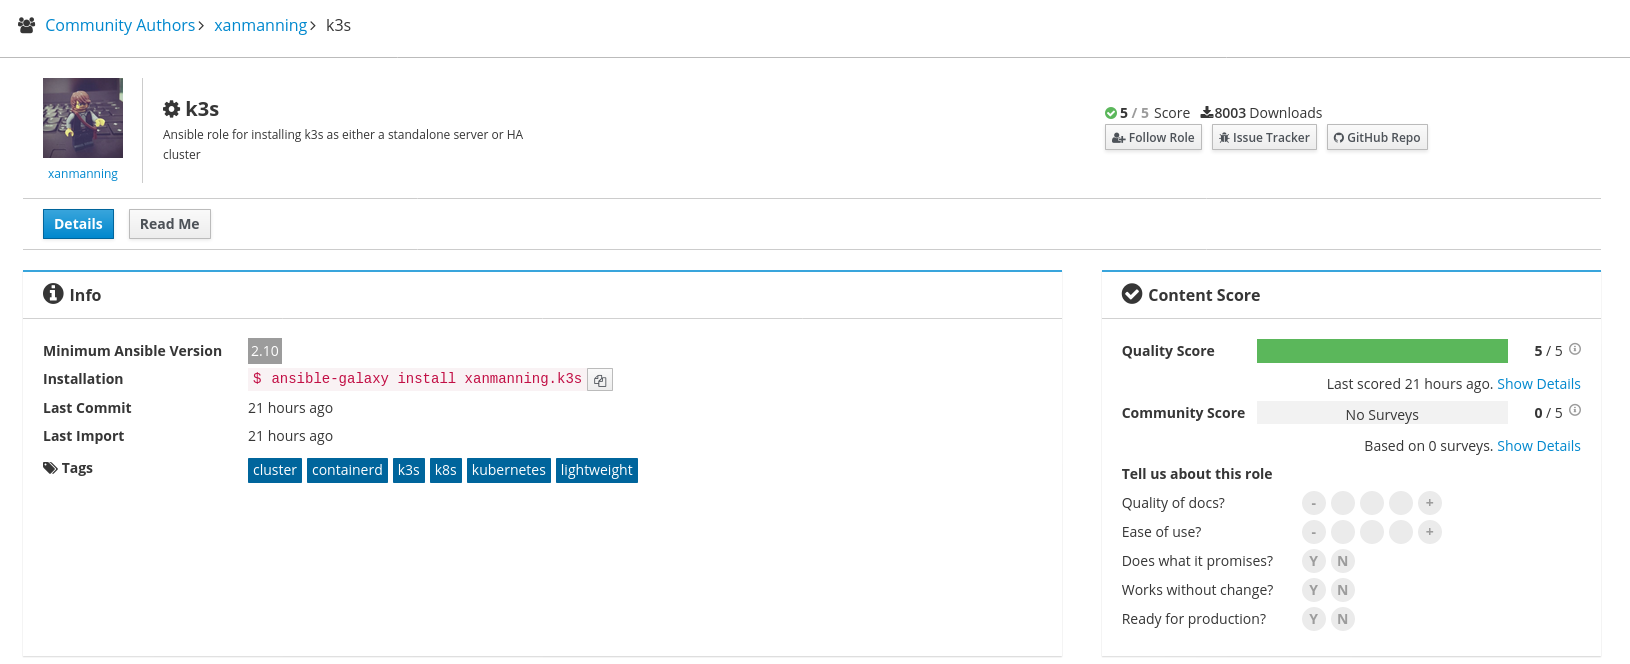 Community Authors > xanmanning > k3s
k3s
Ansible role for installing k3s as either a standalone server or HA
cluster
xanmanning
5 / 5 Score 8003 Downloads
Follow Role Issue Tracker GitHub Repo
Details Read Me
Info
Minimum Ansible Version 2.10
Installation $ ansible-galaxy install xanmanning.k3s
Last Commit 21 hours ago
Last Import 21 hours ago
Tags cluster containerd k3s k8s kubernetes lightweight
Content Score
Quality Score 5 / 5
Last scored 21 hours ago. Show Details
Community Score No Surveys 0 / 5
Based on 0 surveys. Show Details
Tell us about this role
Quality of docs? - +
Ease of use? - +
Does what it promises? Y N
Works without change? Y N
Ready for production? Y N